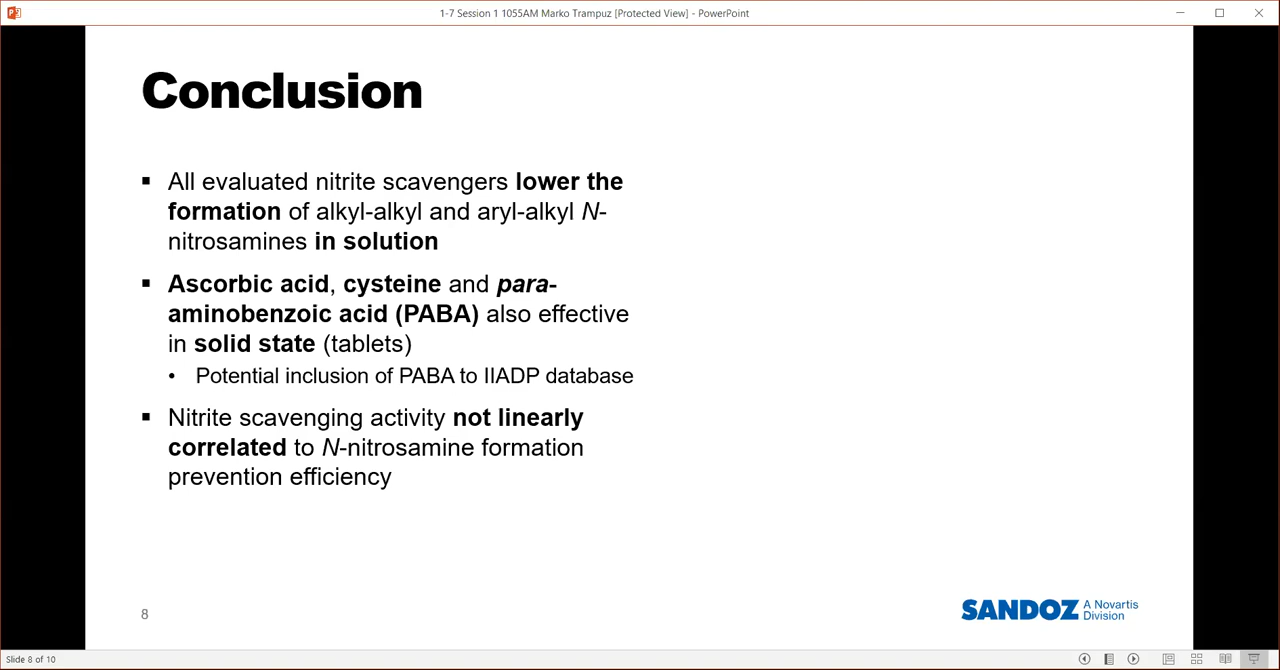 1-7 Session 1 1055AM Marko Trampuz [Protected View] - PowerPoint
Conclusion
▪ All evaluated nitrite scavengers lower the
formation of alkyl-alkyl and aryl-alkyl N-
nitrosamines in solution
▪ Ascorbic acid, cysteine and para-
aminobenzoic acid (PABA) also effective
in solid state (tablets)
• Potential inclusion of PABA to IIADP database
▪ Nitrite scavenging activity not linearly
correlated to N-nitrosamine formation
prevention efficiency
8
SANDOZ A Novartis
Division
Slide 8 of 10